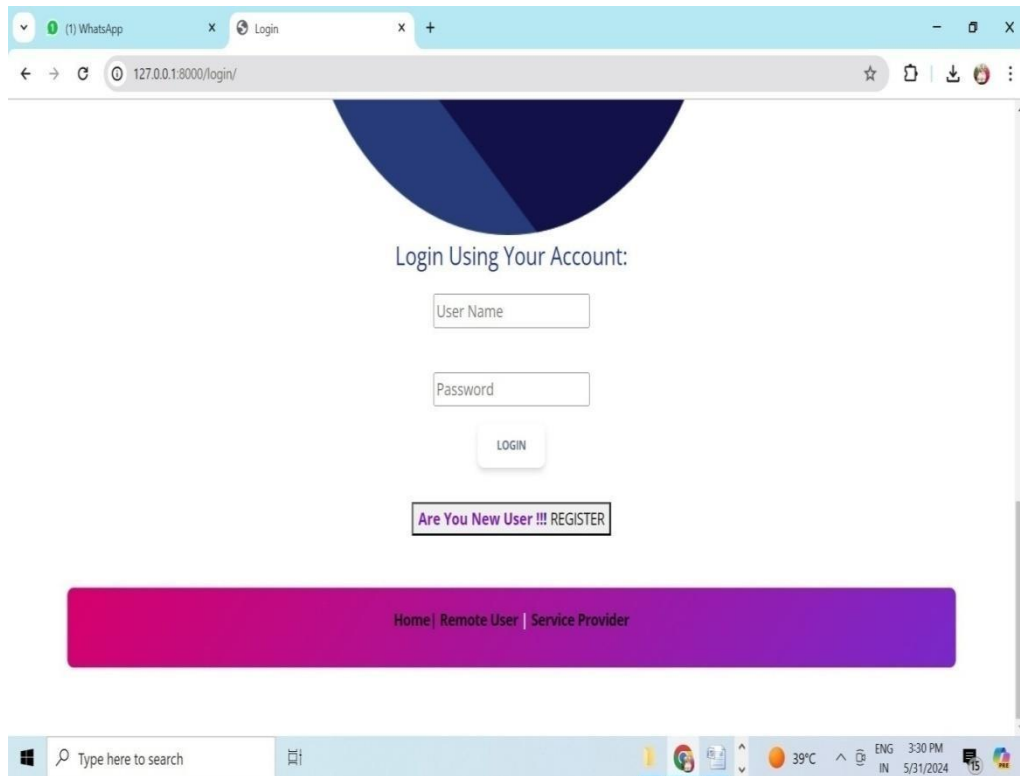 (1) WhatsApp
Login
127.0.0.1:8000/login/
Login Using Your Account:
User Name
Password
LOGIN
Are You New User !!! REGISTER
Home| Remote User | Service Provider
Type here to search
39°C
ENG
IN
3:30 PM
5/31/2024
15
PRE